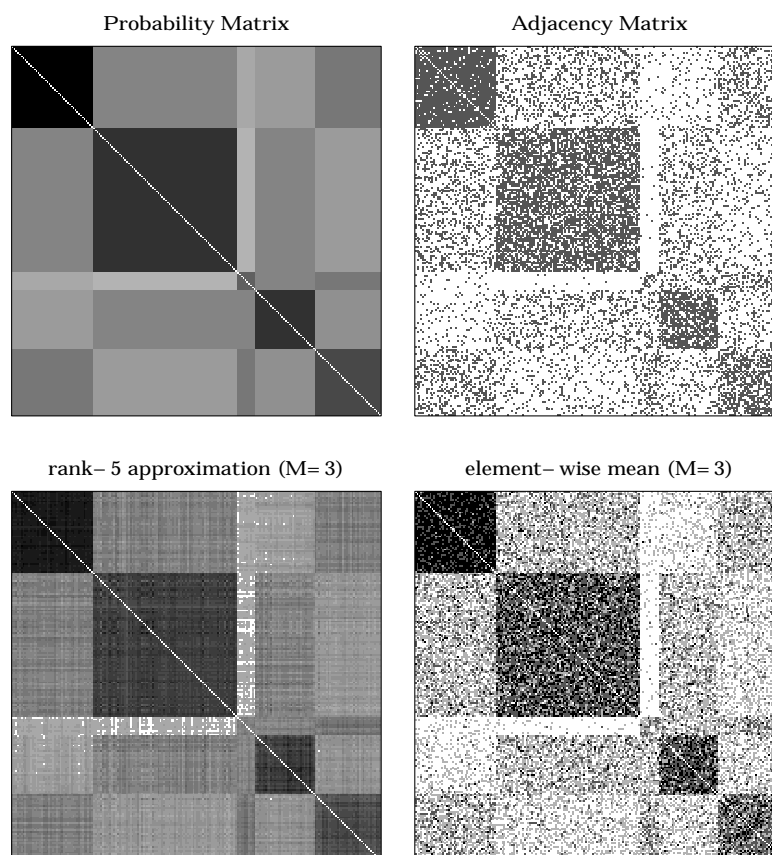 Probability Matrix
Adjacency Matrix
rank− 5 approximation (M= 3)
element− wise mean (M= 3)